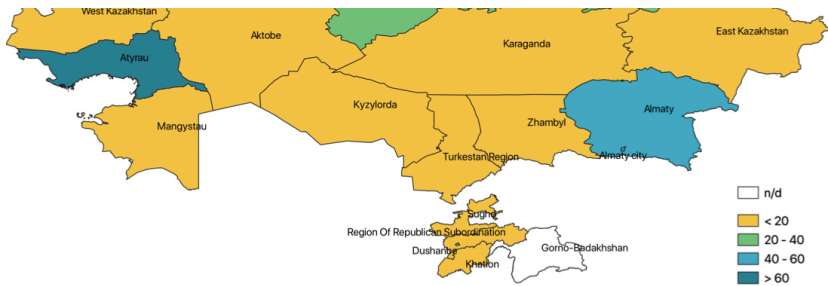 West Kazakhstan
East Kazakhstan
Aktobe
Karaganda
Atyrau
Kyzylorda
Almaty
Mangystau
Zhambyl
Turkestan Region
Almaty city
n/d
Sughd
< 20
Region Of Republican Subordination
20 - 40
Dushanbe
Gorno-Badakhshan
40 - 60
Khatlon
> 60